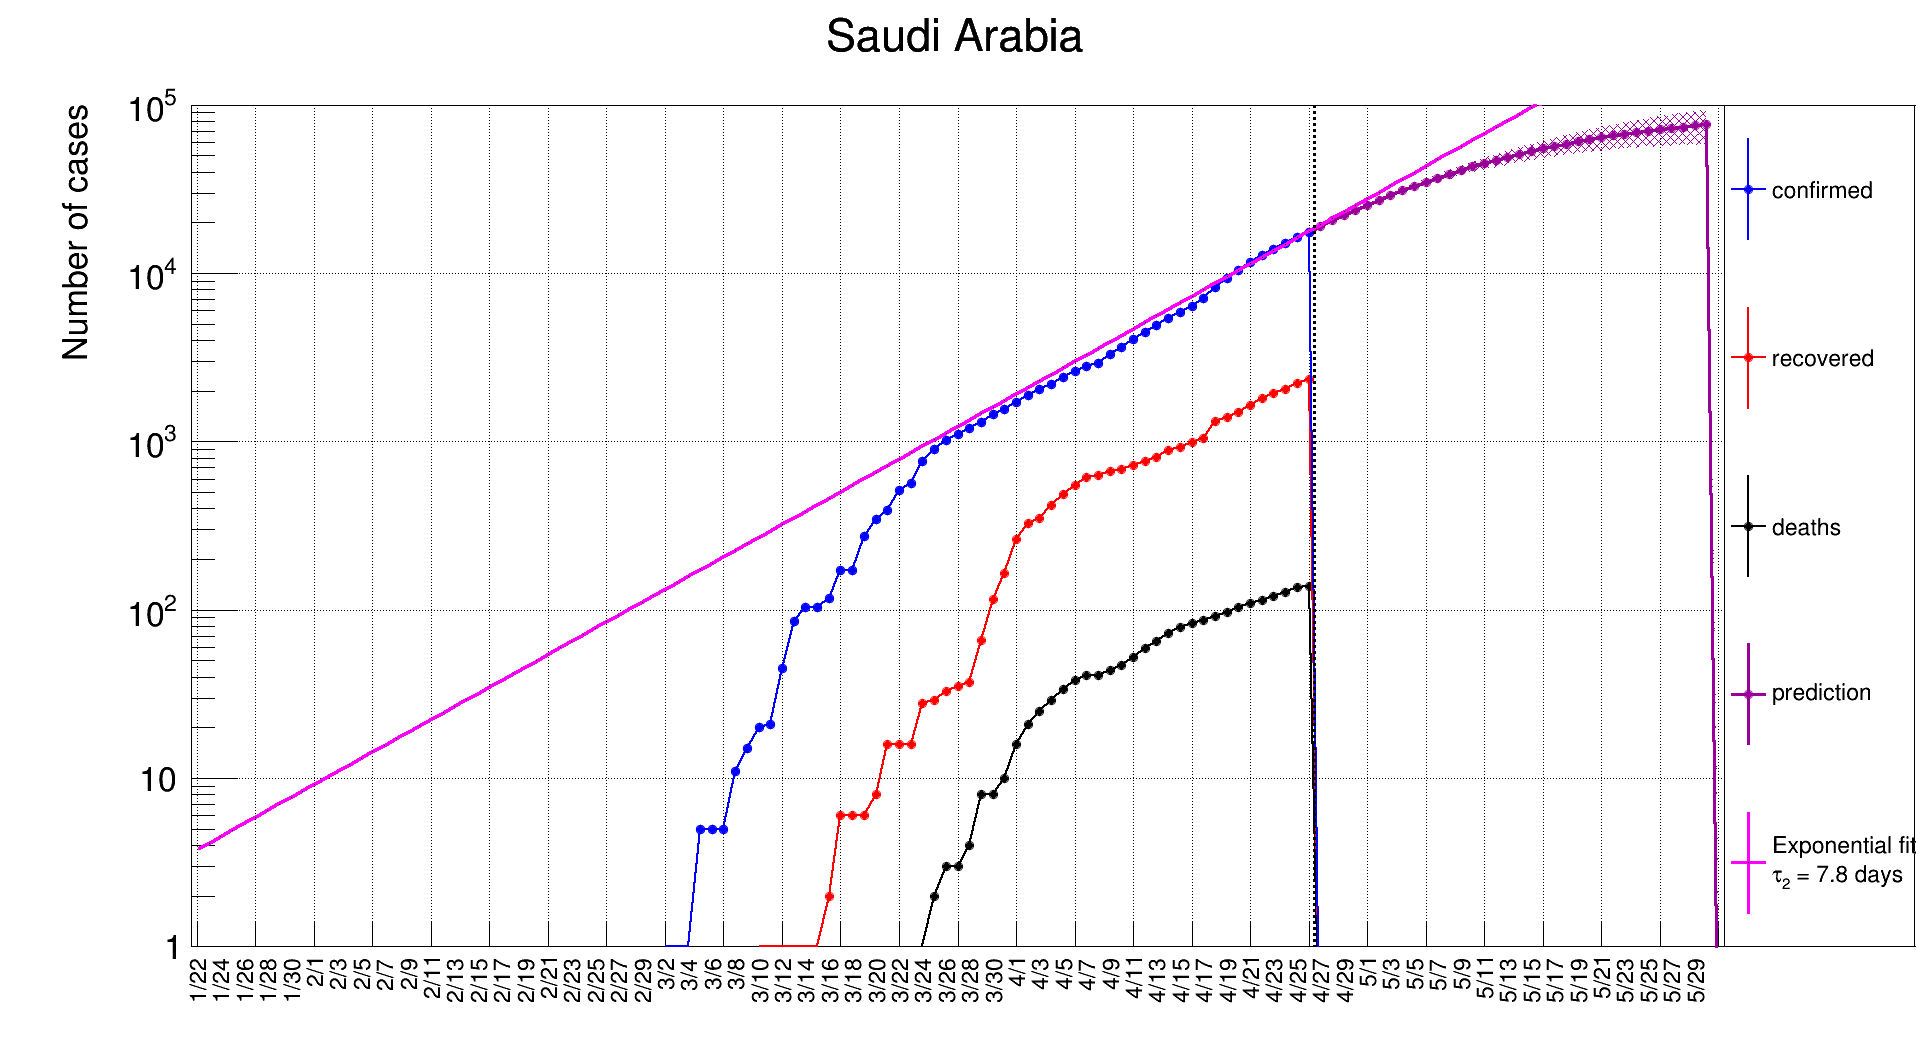 Saudi Arabia
Number of cases
10^5
10^4
10^3
10^2
10
1
1/22 1/24 1/26 1/28 1/30 2/1 2/3 2/5 2/7 2/9 2/11 2/13 2/15 2/17 2/19 2/21 2/23 2/25 2/27 2/29 3/2 3/4 3/6 3/8 3/10 3/12 3/14 3/16 3/18 3/20 3/22 3/24 3/26 3/28 3/30 4/1 4/3 4/5 4/7 4/9 4/11 4/13 4/15 4/17 4/19 4/21 4/23 4/25 4/27 4/29 5/1 5/3 5/5 5/7 5/9 5/11 5/13 5/15 5/17 5/19 5/21 5/23 5/25 5/27 5/29
confirmed
recovered
deaths
prediction
Exponential fit
τ₂ = 7.8 days